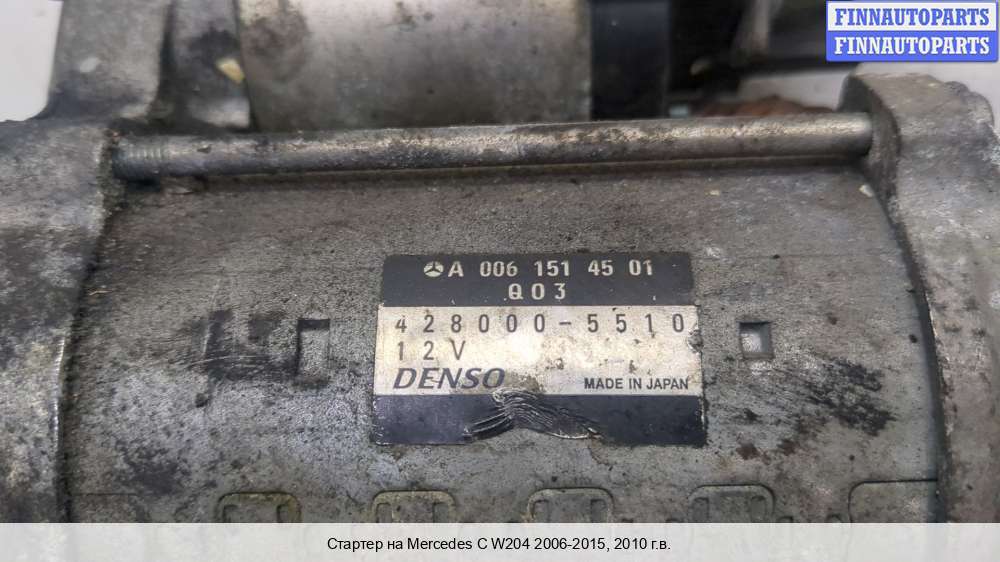 FINNAUTOPARTS
FINNAUTOPARTS
A 006 151 45 01
Q03
428000-5510
12V
DENSO
MADE IN JAPAN
Стартер на Mercedes C W204 2006-2015, 2010 г.в.